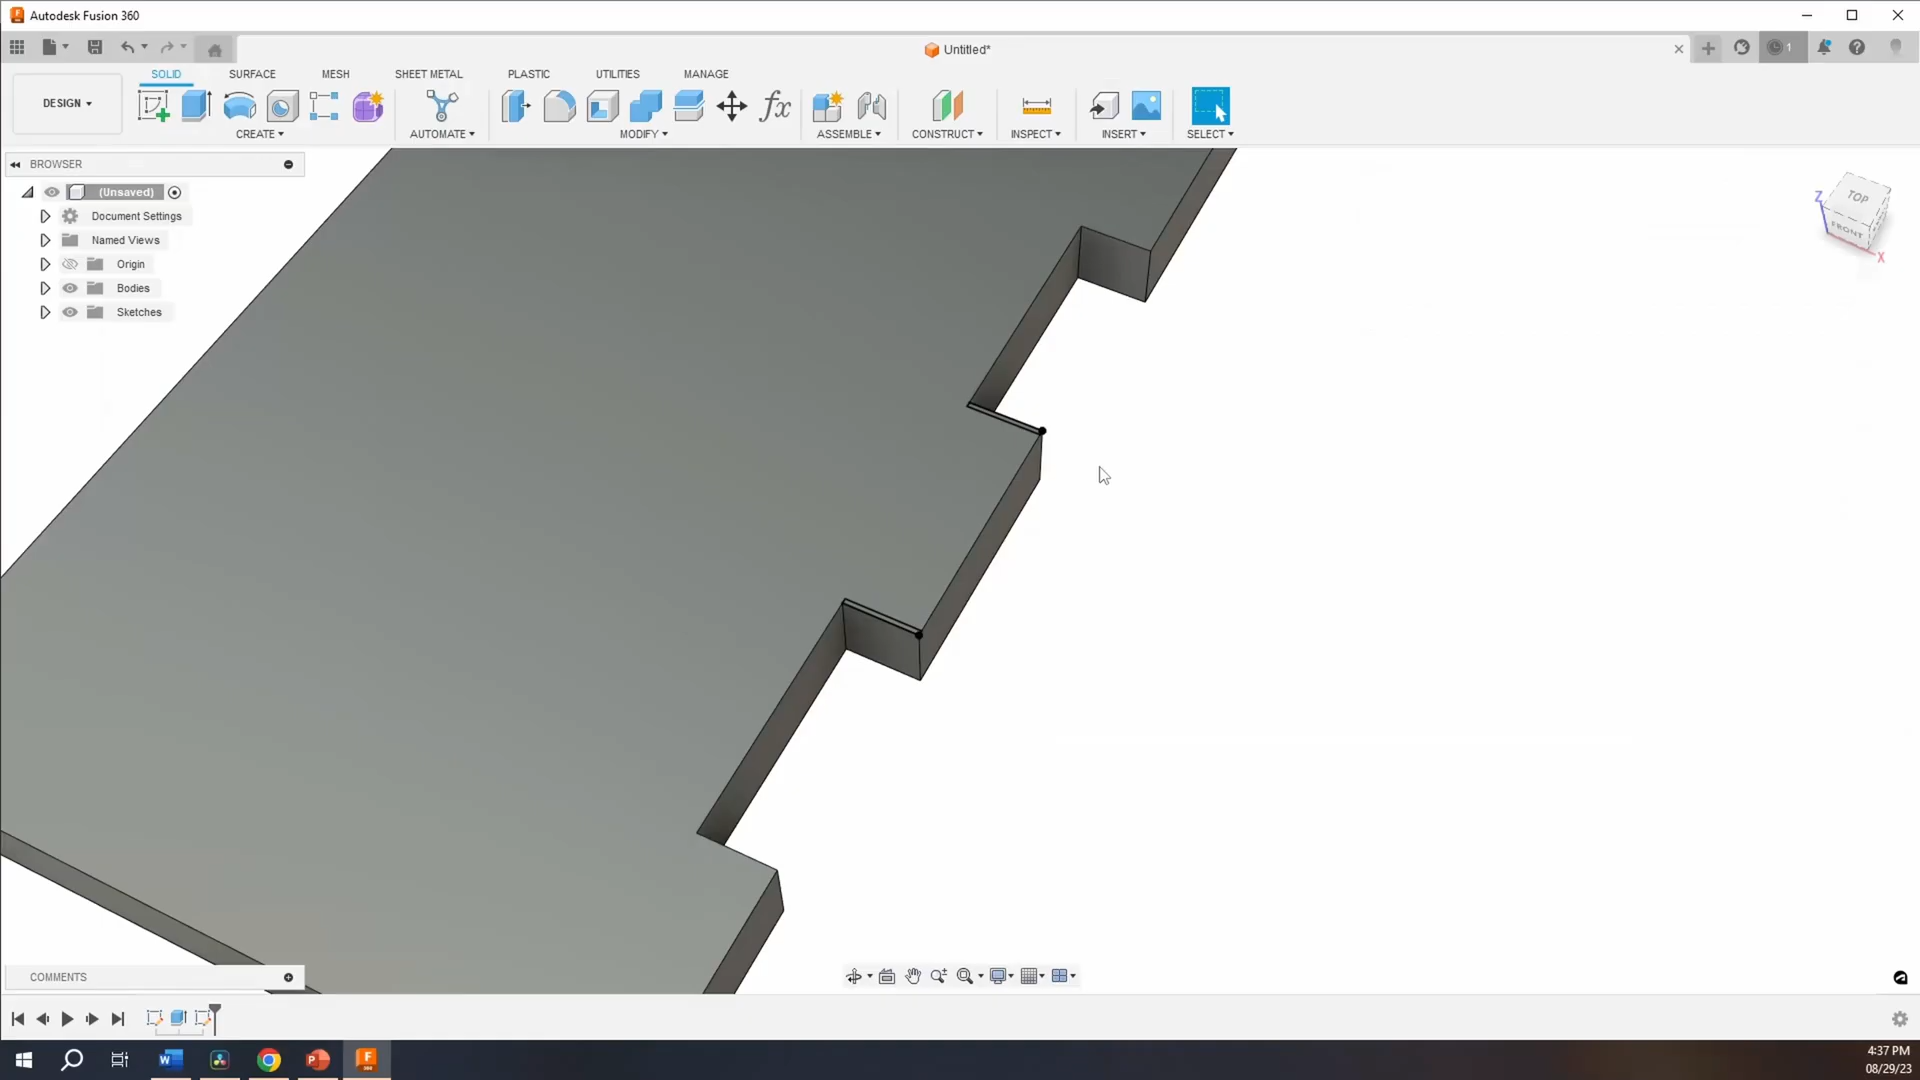 Autodesk Fusion 360
Untitled*
1
DESIGN
SOLID
SURFACE
MESH
SHEET METAL
PLASTIC
UTILITIES
MANAGE
CREATE
AUTOMATE
MODIFY
ASSEMBLE
CONSTRUCT
INSPECT
INSERT
SELECT
BROWSER
(Unsaved)
Document Settings
Named Views
Origin
Bodies
Sketches
Z
TOP
FRONT
X
COMMENTS
4:37 PM
08/29/23